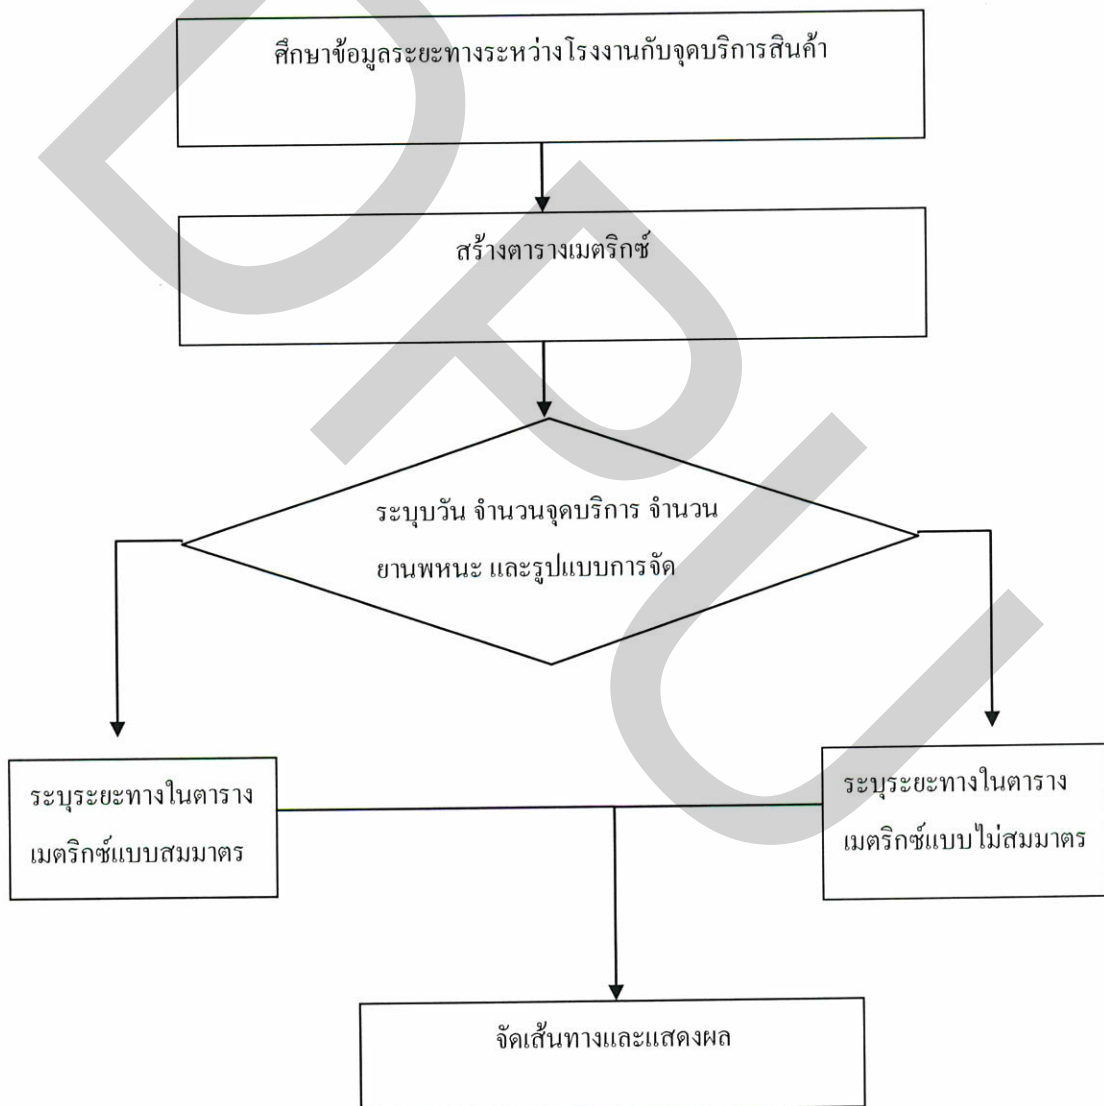 ศึกษาข้อมูลระยะทางระหว่างโรงงานกับจุดบริการสินค้า
สร้างตารางเมตริกซ์
ระบุบวัน จำนวนจุดบริการ จำนวน
ยานพหนะ และรูปแบบการจัด
ระบุระยะทางในตาราง
เมตริกซ์แบบสมมาตร
ระบุระยะทางในตาราง
เมตริกซ์แบบไม่สมมาตร
จัดเส้นทางและแสดงผล
DPU